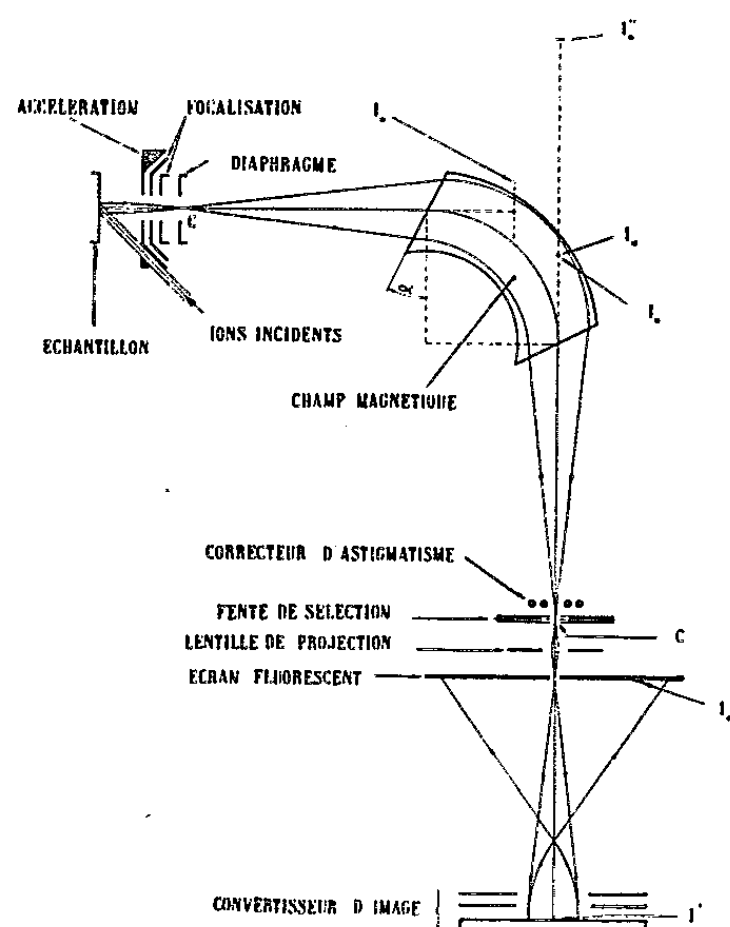 ACCELERATION
FOCALISATION
DIAPHRAGME
C
ECHANTILLON
IONS INCIDENTS
CHAMP MAGNETIQUE
CORRECTEUR D'ASTIGMATISME
FENTE DE SELECTION
LENTILLE DE PROJECTION
C
ECRAN FLUORESCENT
CONVERTISSEUR D IMAGE
I'